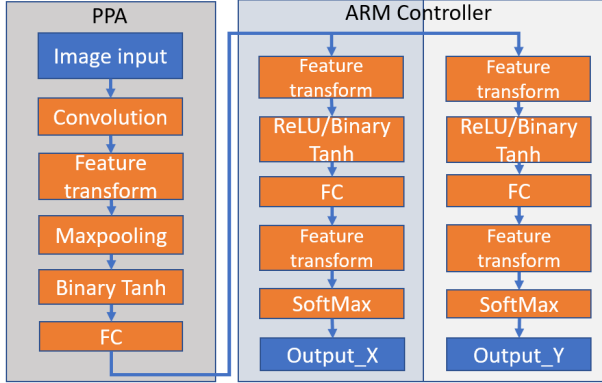 PPA
Image input
Convolution
Feature
transform
Maxpooling
Binary Tanh
FC
ARM Controller
Feature
transform
ReLU/Binary
Tanh
FC
Feature
transform
SoftMax
Output_X
Feature
transform
ReLU/Binary
Tanh
FC
Feature
transform
SoftMax
Output_Y